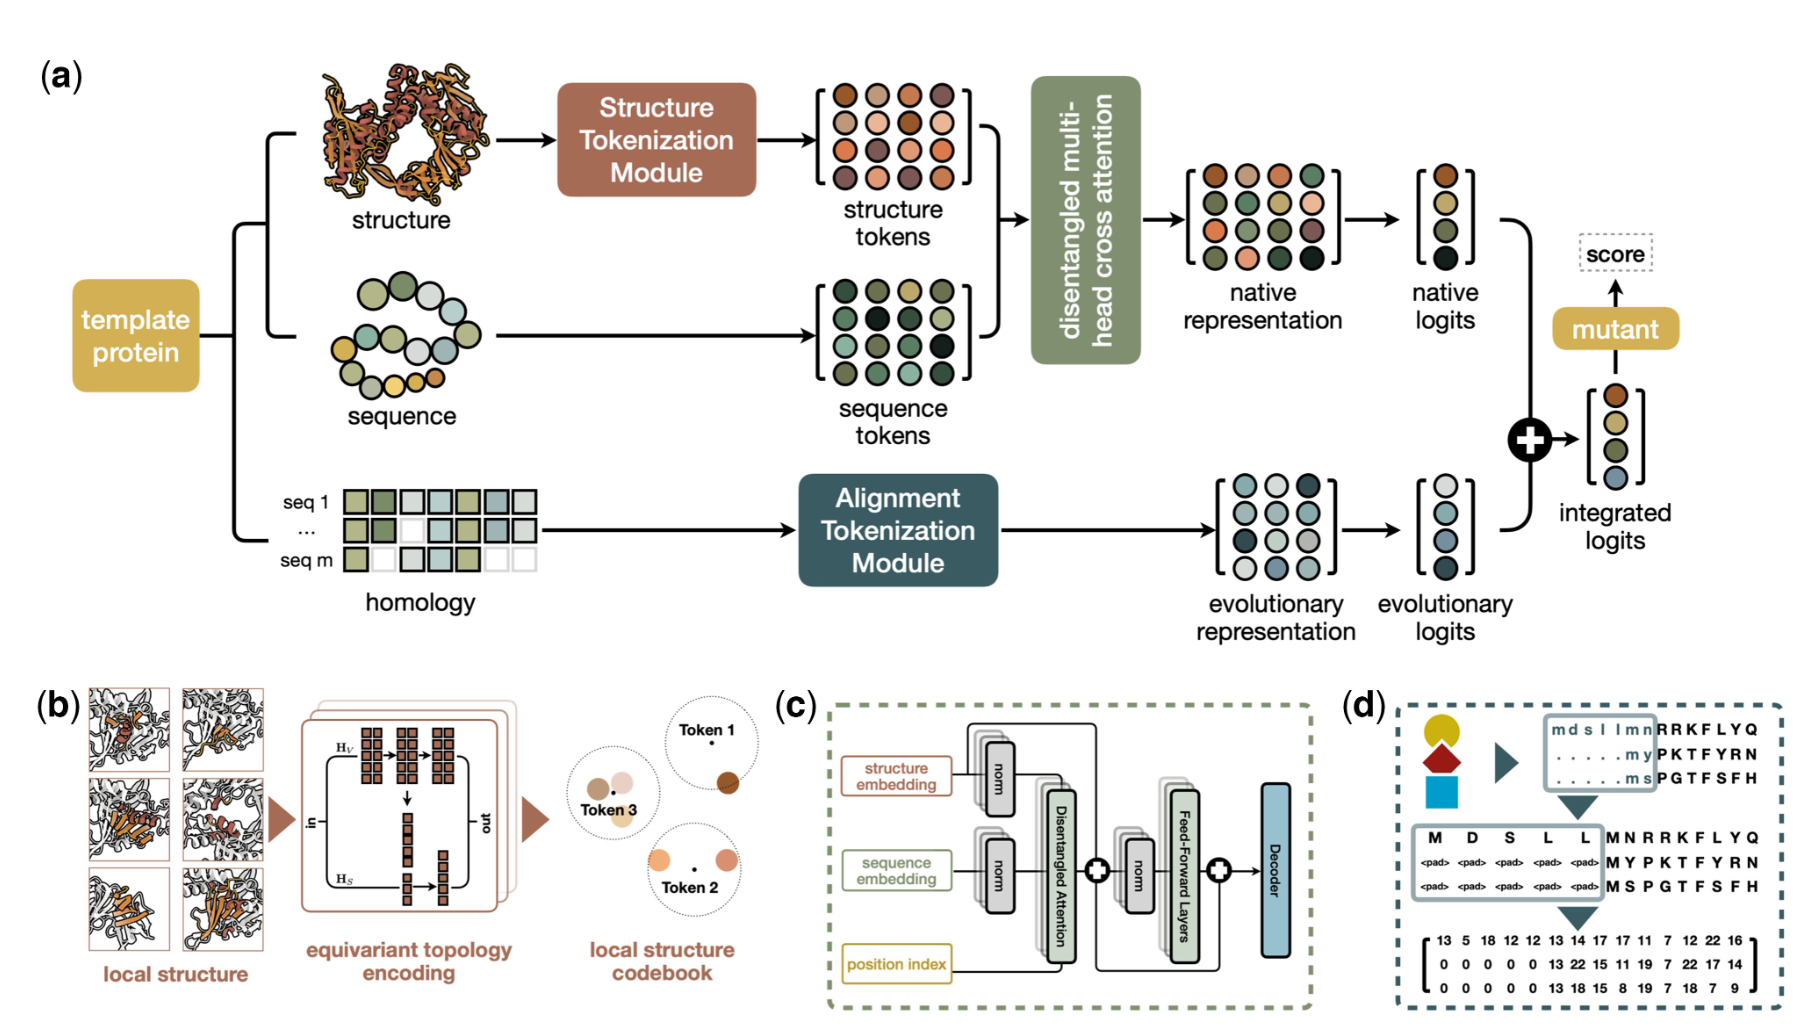 (a)
Structure
Tokenization
Module
structure
structure
tokens
disentangled multi-
head cross attention
native
representation
native
logits
score
mutant
template
protein
sequence
sequence
tokens
integrated
logits
seq 1
...
seq m
homology
Alignment
Tokenization
Module
evolutionary
representation
evolutionary
logits
(b)
local structure
H_V
in
out
H_S
equivariant topology
encoding
Token 1
Token 3
Token 2
local structure
codebook
(c)
structure
embedding
norm
sequence
embedding
norm
position index
Disentangled Attention
norm
Feed-Forward Layers
Decoder
(d)
m d s l l m n R R K F L Y Q
. . . . . m y P K T F Y R N
. . . . . m s P G T F S F H
M D S L L M N R R K F L Y Q
<pad> <pad> <pad> <pad> <pad> M Y P K T F Y R N
<pad> <pad> <pad> <pad> <pad> M S P G T F S F H
13 5 18 12 12 13 14 17 17 11 7 12 22 16
0 0 0 0 0 13 22 15 11 19 7 22 17 14
0 0 0 0 0 13 18 15 8 19 7 18 7 9